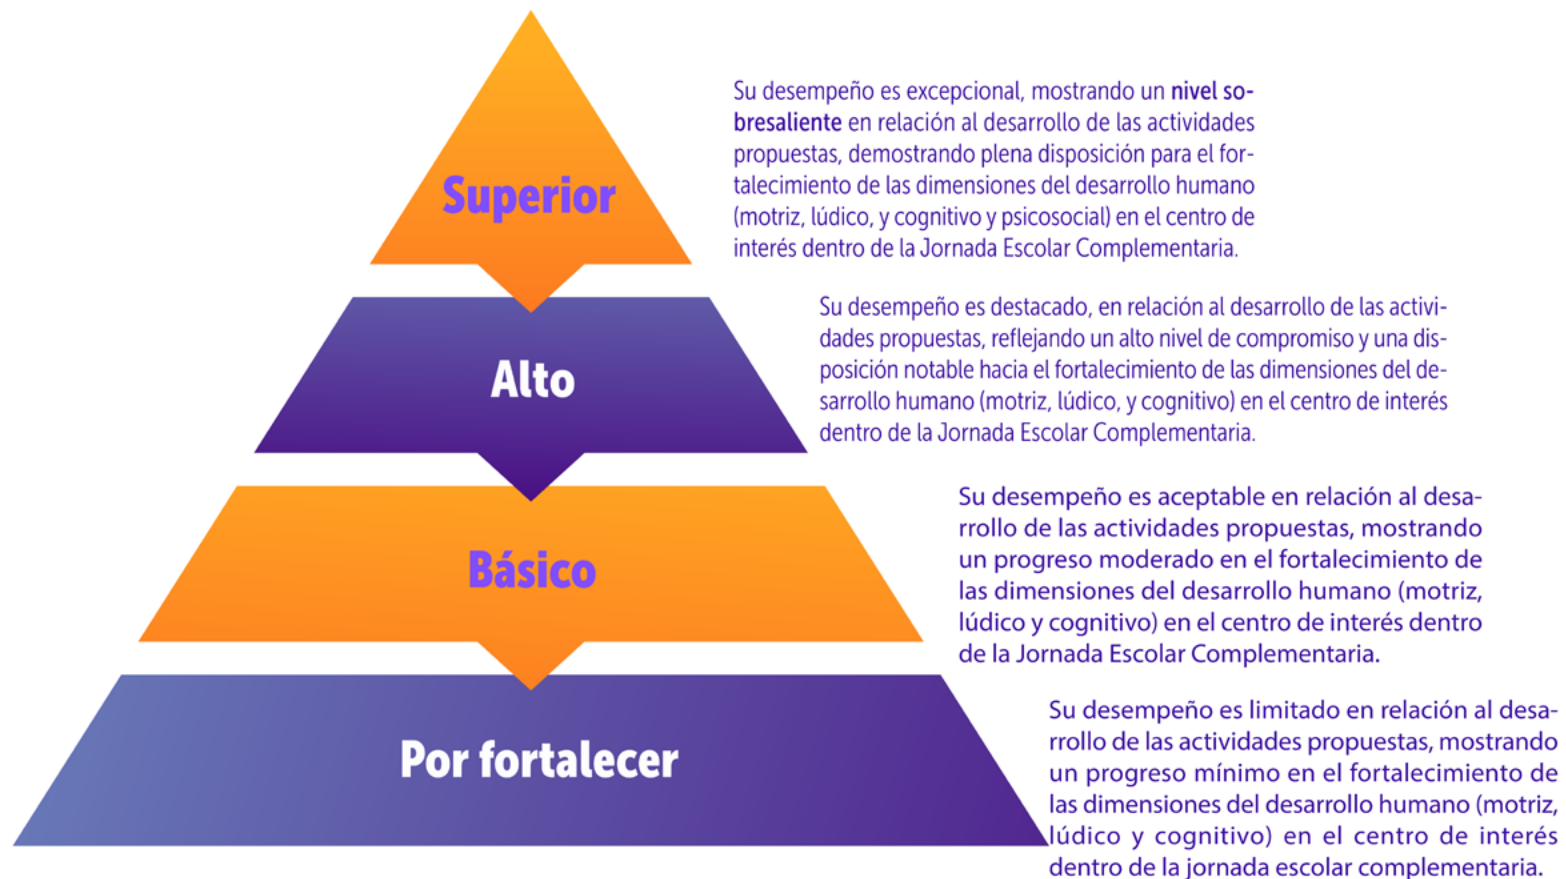 Superior
Su desempeño es excepcional, mostrando un nivel so-
bresaliente en relación al desarrollo de las actividades
propuestas, demostrando plena disposición para el for-
talecimiento de las dimensiones del desarrollo humano
(motriz, lúdico, y cognitivo y psicosocial) en el centro de
interés dentro de la Jornada Escolar Complementaria.
Alto
Su desempeño es destacado, en relación al desarrollo de las activi-
dades propuestas, reflejando un alto nivel de compromiso y una dis-
posición notable hacia el fortalecimiento de las dimensiones del de-
sarrollo humano (motriz, lúdico, y cognitivo) en el centro de interés
dentro de la Jornada Escolar Complementaria.
Básico
Su desempeño es aceptable en relación al desa-
rrollo de las actividades propuestas, mostrando
un progreso moderado en el fortalecimiento de
las dimensiones del desarrollo humano (motriz,
lúdico y cognitivo) en el centro de interés dentro
de la Jornada Escolar Complementaria.
Por fortalecer
Su desempeño es limitado en relación al desa-
rrollo de las actividades propuestas, mostrando
un progreso mínimo en el fortalecimiento de
las dimensiones del desarrollo humano (motriz,
lúdico y cognitivo) en el centro de interés
dentro de la jornada escolar complementaria.